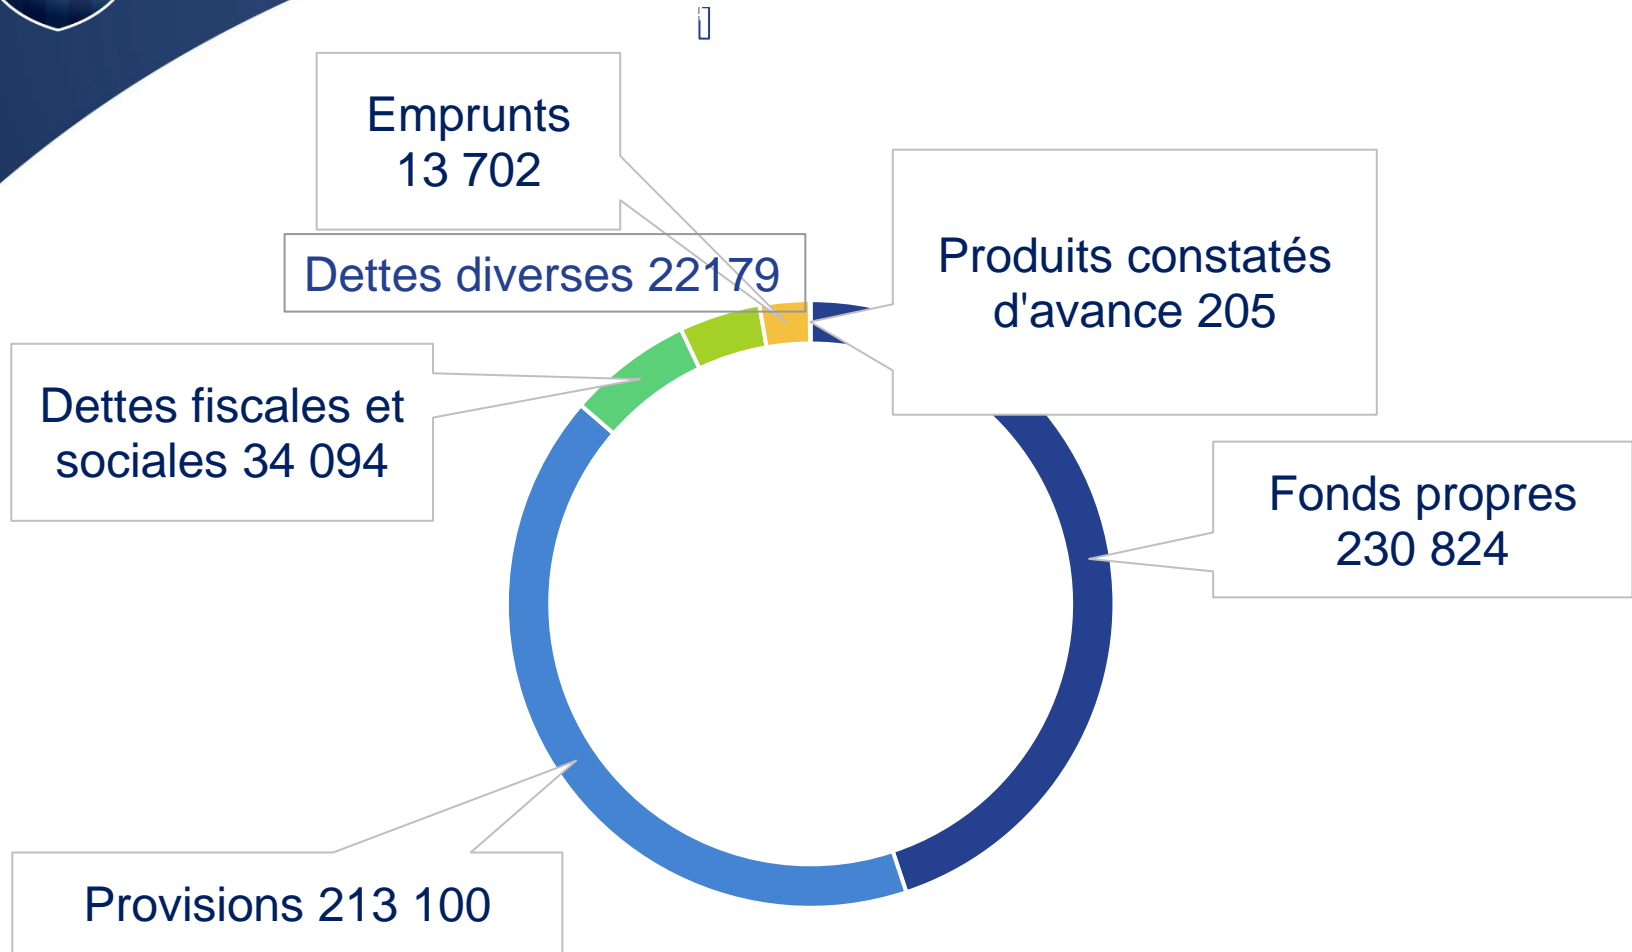 Emprunts
13 702
Dettes diverses 22179
Produits constatés
d'avance 205
Dettes fiscales et
sociales 34 094
Fonds propres
230 824
Provisions 213 100